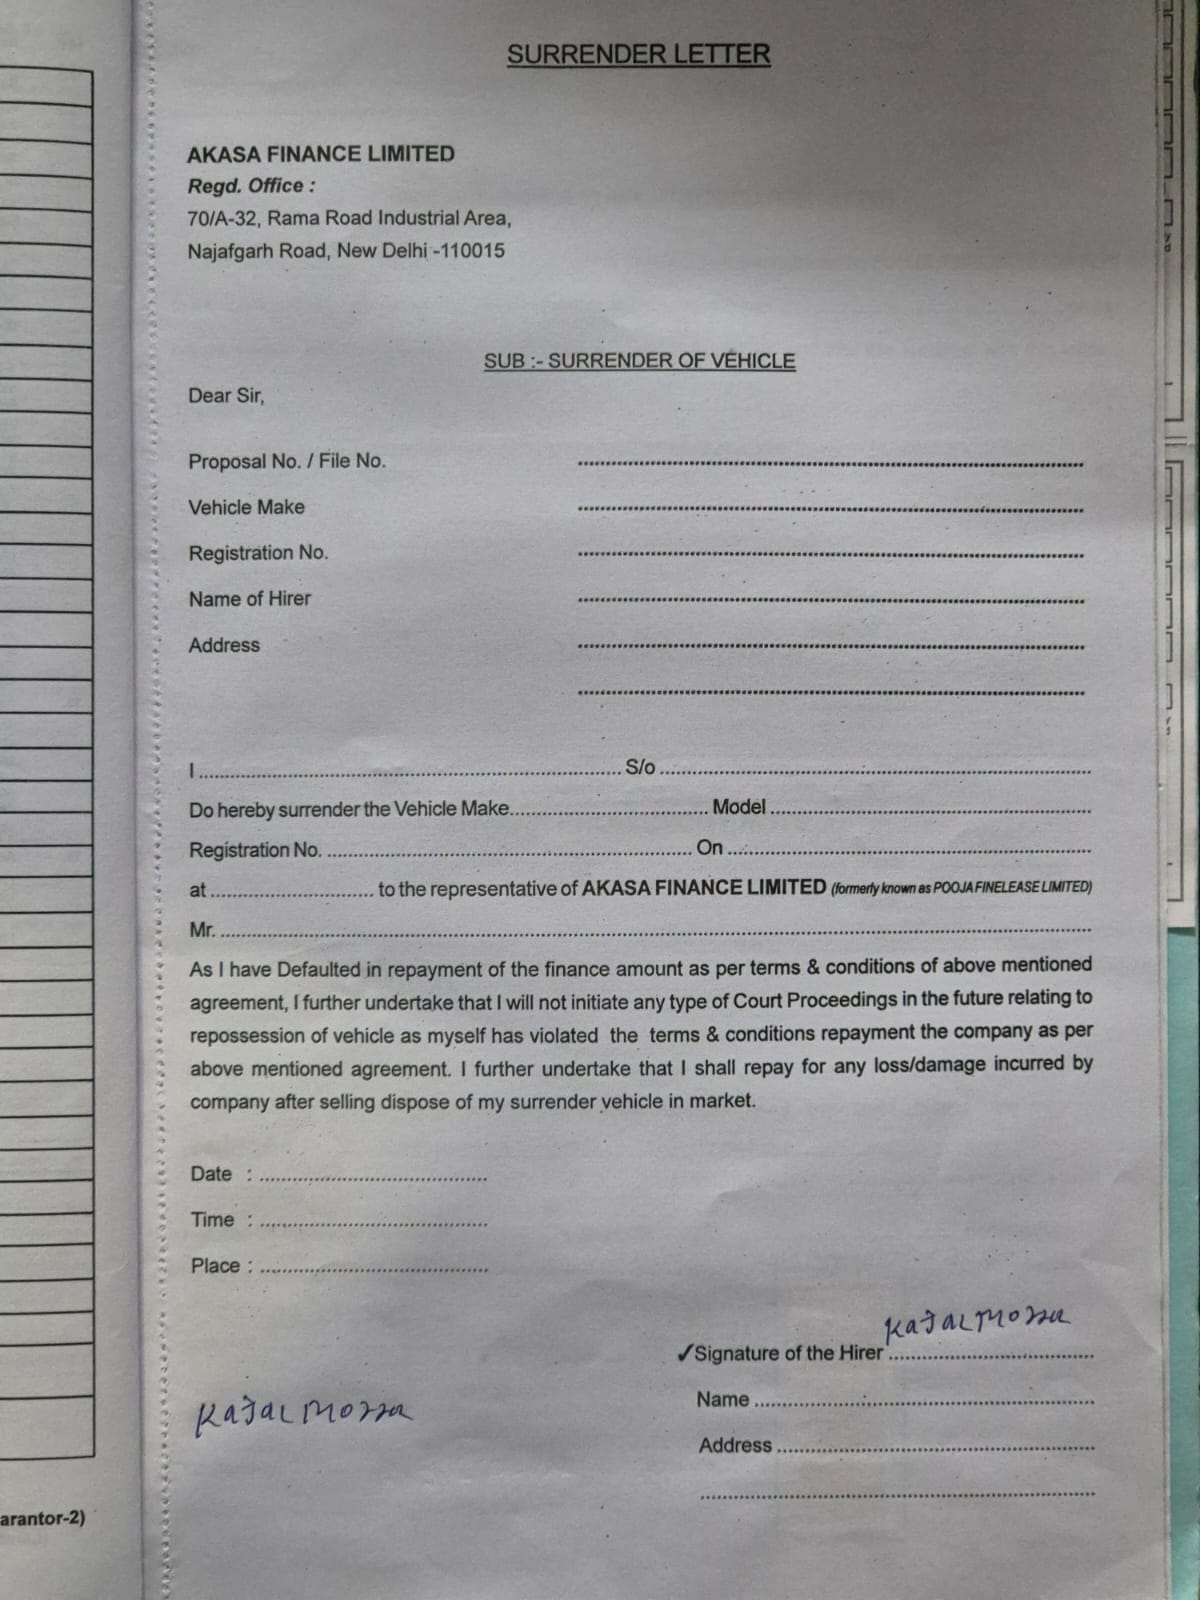 SURRENDER LETTER
AKASA FINANCE LIMITED
Regd. Office :
70/A-32, Rama Road Industrial Area,
Najafgarh Road, New Delhi -110015
SUB :- SURRENDER OF VEHICLE
Dear Sir,
Proposal No. / File No. ........................................
Vehicle Make ........................................
Registration No. ........................................
Name of Hirer ........................................
Address ........................................
........................................
I ........................................ S/o ........................................
Do hereby surrender the Vehicle Make.............................. Model ........................................
Registration No. ........................................ On ........................................
at .............................. to the representative of AKASA FINANCE LIMITED (formerly known as POOJA FINELEASE LIMITED)
Mr. ........................................
As I have Defaulted in repayment of the finance amount as per terms & conditions of above mentioned
agreement, I further undertake that I will not initiate any type of Court Proceedings in the future relating to
repossession of vehicle as myself has violated the terms & conditions repayment the company as per
above mentioned agreement. I further undertake that I shall repay for any loss/damage incurred by
company after selling dispose of my surrender vehicle in market.
Date : ........................................
Time : ........................................
Place : ........................................
✓Signature of the Hirer ........................................
Name ........................................
Address ........................................
........................................
arantor-2)